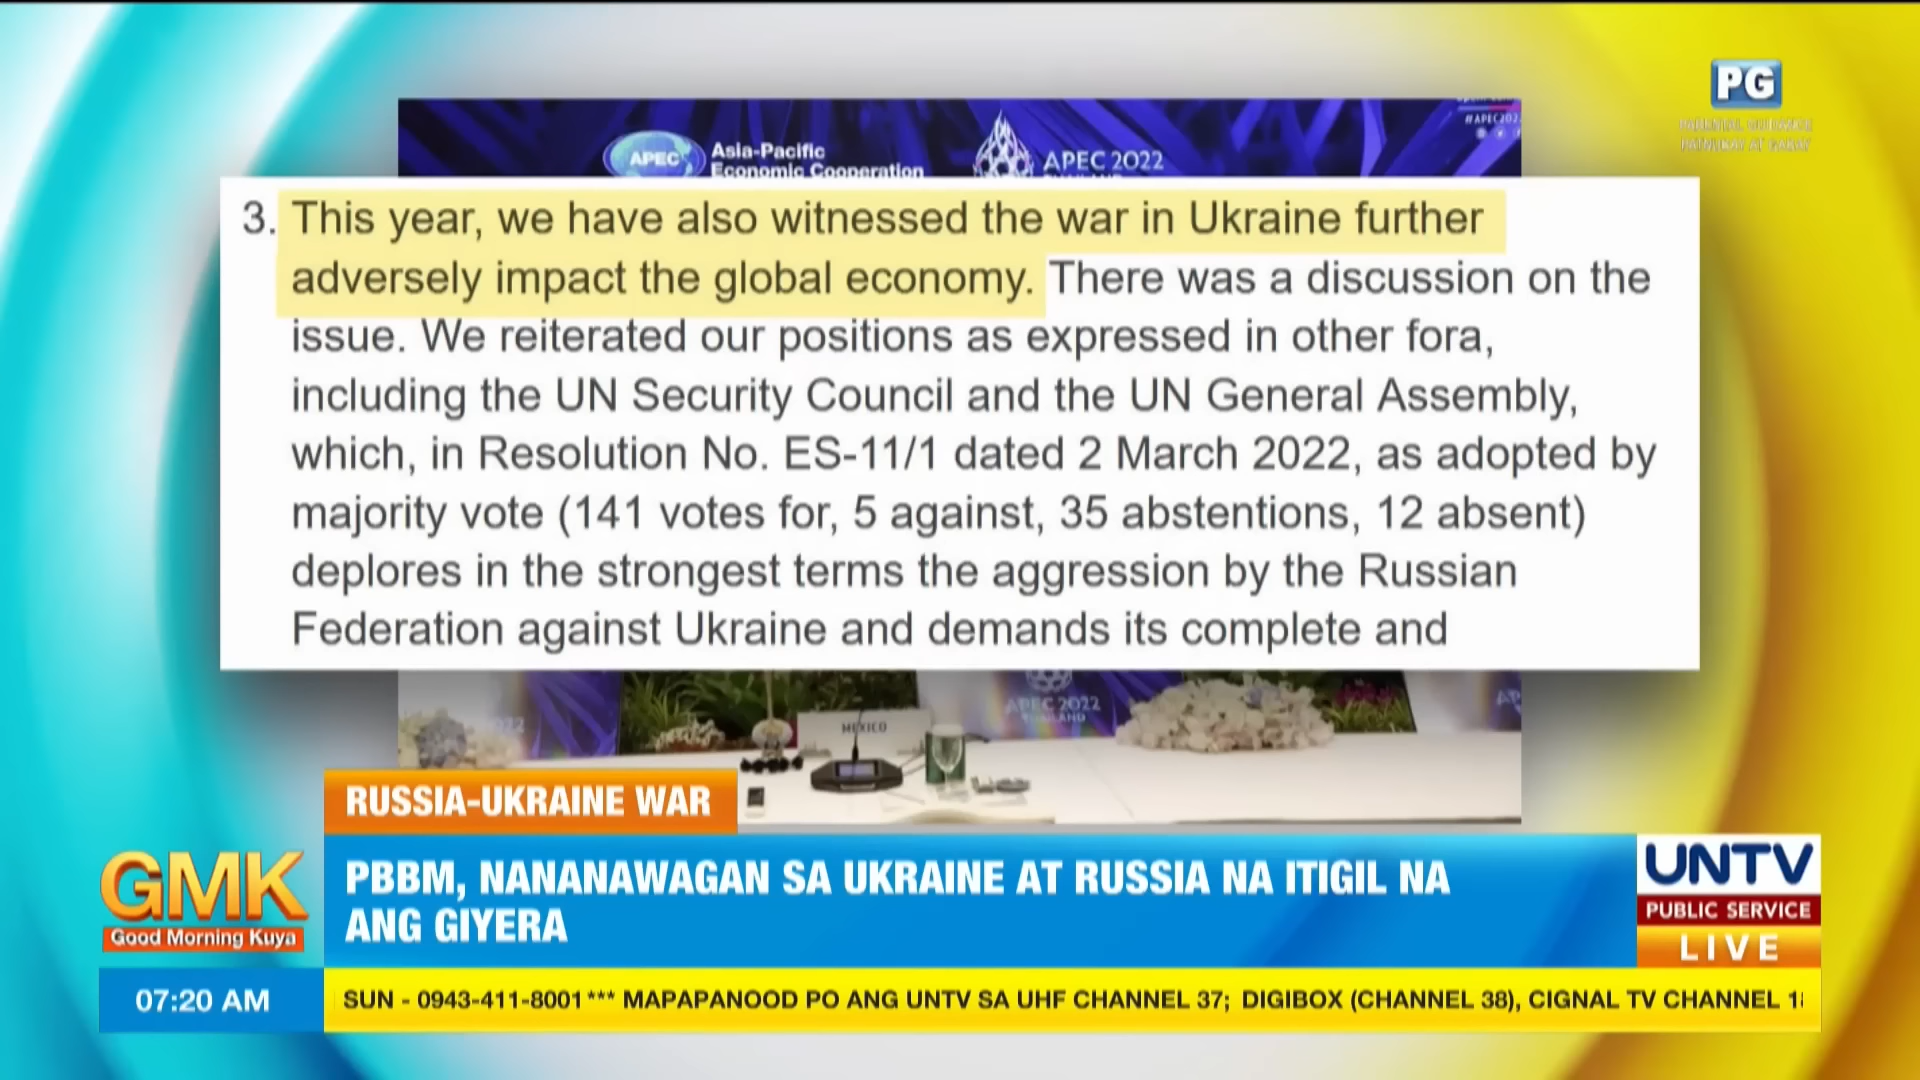 PG
#APEC202
APEC
Asia-Pacific
Economic Cooperation
APEC 2022
3. This year, we have also witnessed the war in Ukraine further
adversely impact the global economy. There was a discussion on the
issue. We reiterated our positions as expressed in other fora,
including the UN Security Council and the UN General Assembly,
which, in Resolution No. ES-11/1 dated 2 March 2022, as adopted by
majority vote (141 votes for, 5 against, 35 abstentions, 12 absent)
deplores in the strongest terms the aggression by the Russian
Federation against Ukraine and demands its complete and
APEC 2022
THAILAND
MEXICO
RUSSIA-UKRAINE WAR
PBBM, NANANAWAGAN SA UKRAINE AT RUSSIA NA ITIGIL NA
ANG GIYERA
GMK
Good Morning Kuya
UNTV
PUBLIC SERVICE
LIVE
07:20 AM
SUN - 0943-411-8001 *** MAPAPANOOD PO ANG UNTV SA UHF CHANNEL 37; DIGIBOX (CHANNEL 38), CIGNAL TV CHANNEL